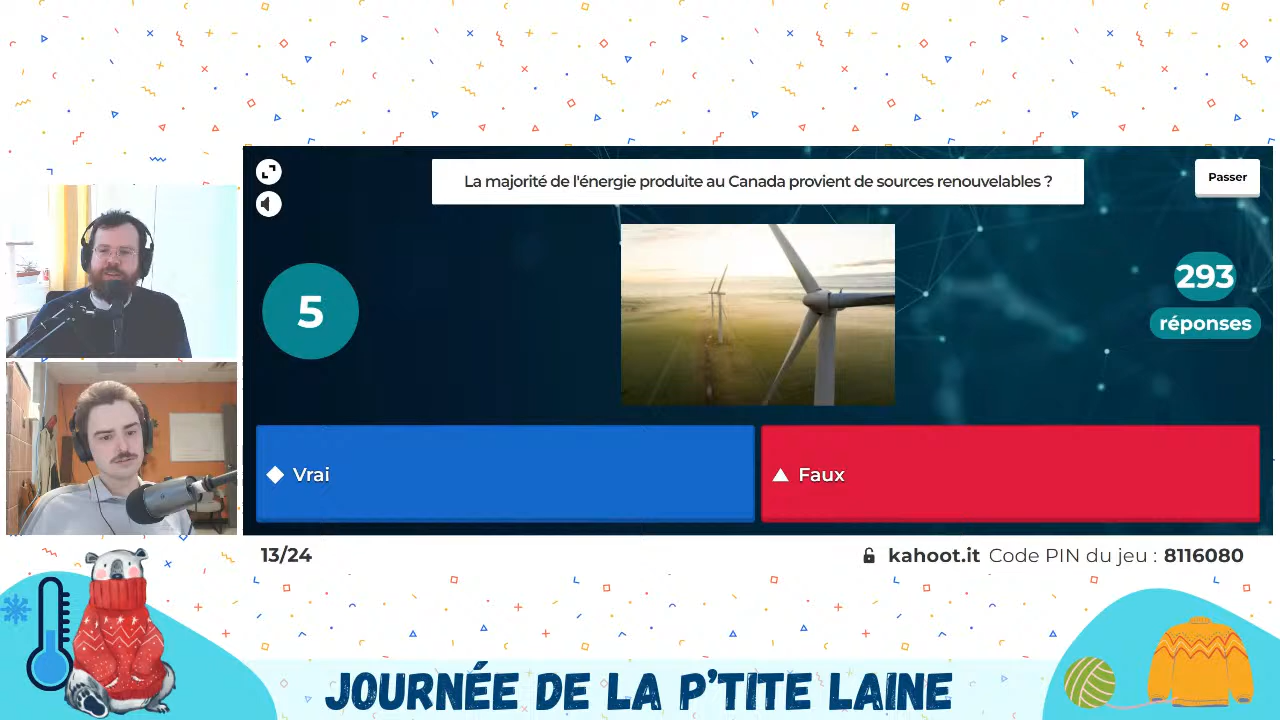 La majorité de l'énergie produite au Canada provient de sources renouvelables ?
Passer
5
293
réponses
Vrai
Faux
13/24
kahoot.it Code PIN du jeu : 8116080
JOURNÉE DE LA P'TITE LAINE